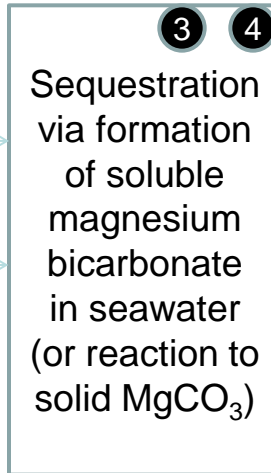 3 4
Sequestration
via formation
of soluble
magnesium
bicarbonate
in seawater
(or reaction to
solid MgCO₃)